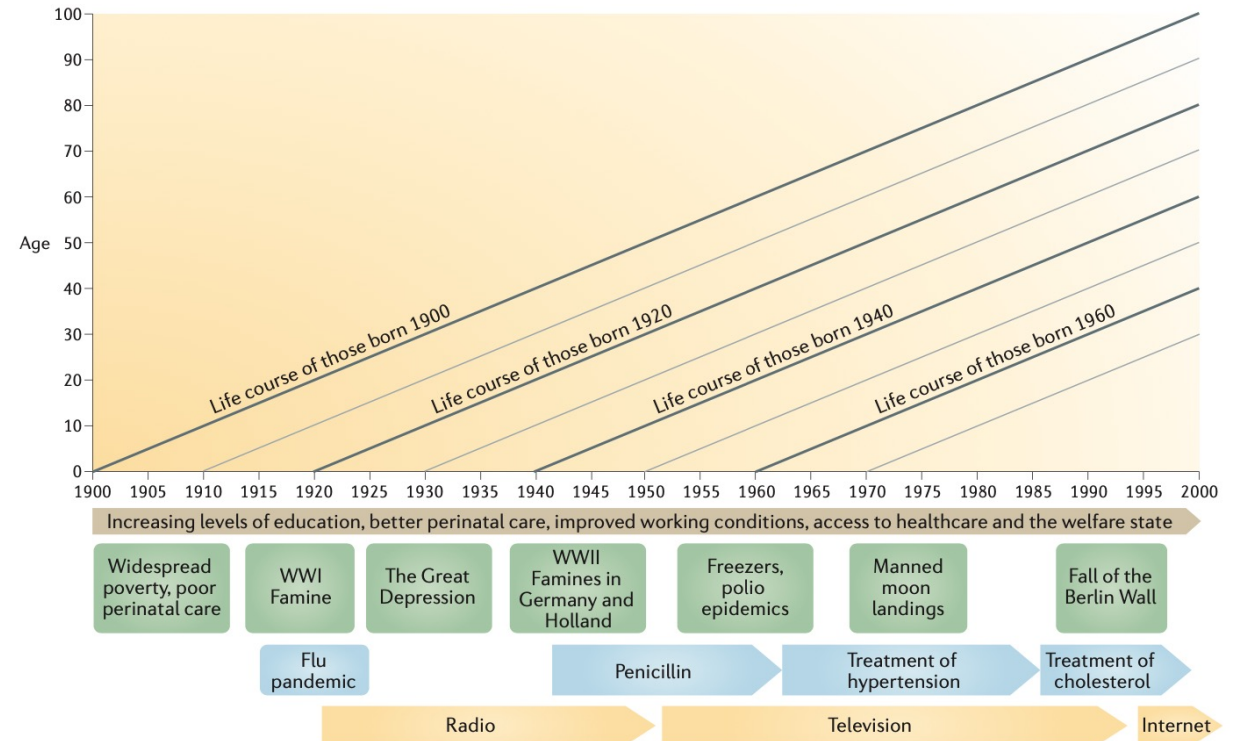 100
90
80
70
60
Age
50
40
30
20
10
0
Life course of those born 1900
Life course of those born 1920
Life course of those born 1940
Life course of those born 1960
1900 1905 1910 1915 1920 1925 1930 1935 1940 1945 1950 1955 1960 1965 1970 1975 1980 1985 1990 1995 2000
Increasing levels of education, better perinatal care, improved working conditions, access to healthcare and the welfare state
Widespread
poverty, poor
perinatal care
WWI
Famine
The Great
Depression
WWII
Famines in
Germany and
Holland
Freezers,
polio
epidemics
Manned
moon
landings
Fall of the
Berlin Wall
Flu
pandemic
Penicillin
Treatment of
hypertension
Treatment of
cholesterol
Radio
Television
Internet